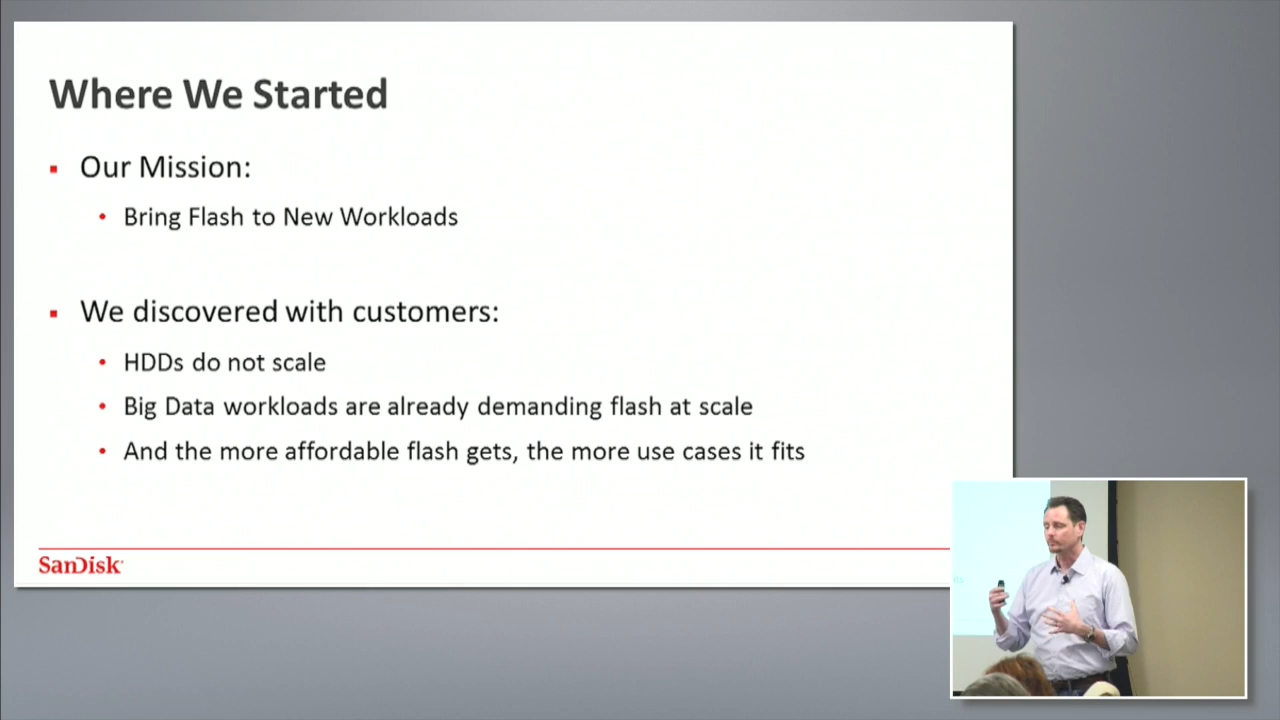 Where We Started
Our Mission:
Bring Flash to New Workloads
We discovered with customers:
HDDs do not scale
Big Data workloads are already demanding flash at scale
And the more affordable flash gets, the more use cases it fits
SanDisk